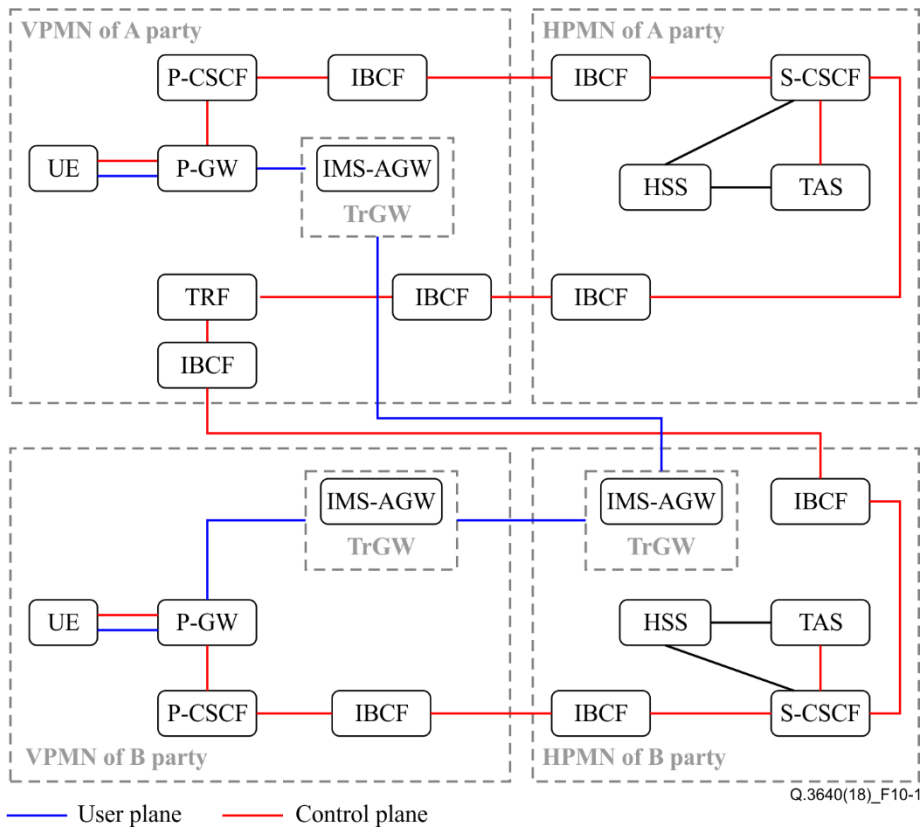 VPMN of A party
HPMN of A party
P-CSCF
IBCF
IBCF
S-CSCF
UE
P-GW
IMS-AGW
TrGW
HSS
TAS
TRF
IBCF
IBCF
IBCF
IMS-AGW
TrGW
IMS-AGW
TrGW
IBCF
UE
P-GW
HSS
TAS
P-CSCF
IBCF
IBCF
S-CSCF
VPMN of B party
HPMN of B party
Q.3640(18)_F10-1
User plane
Control plane